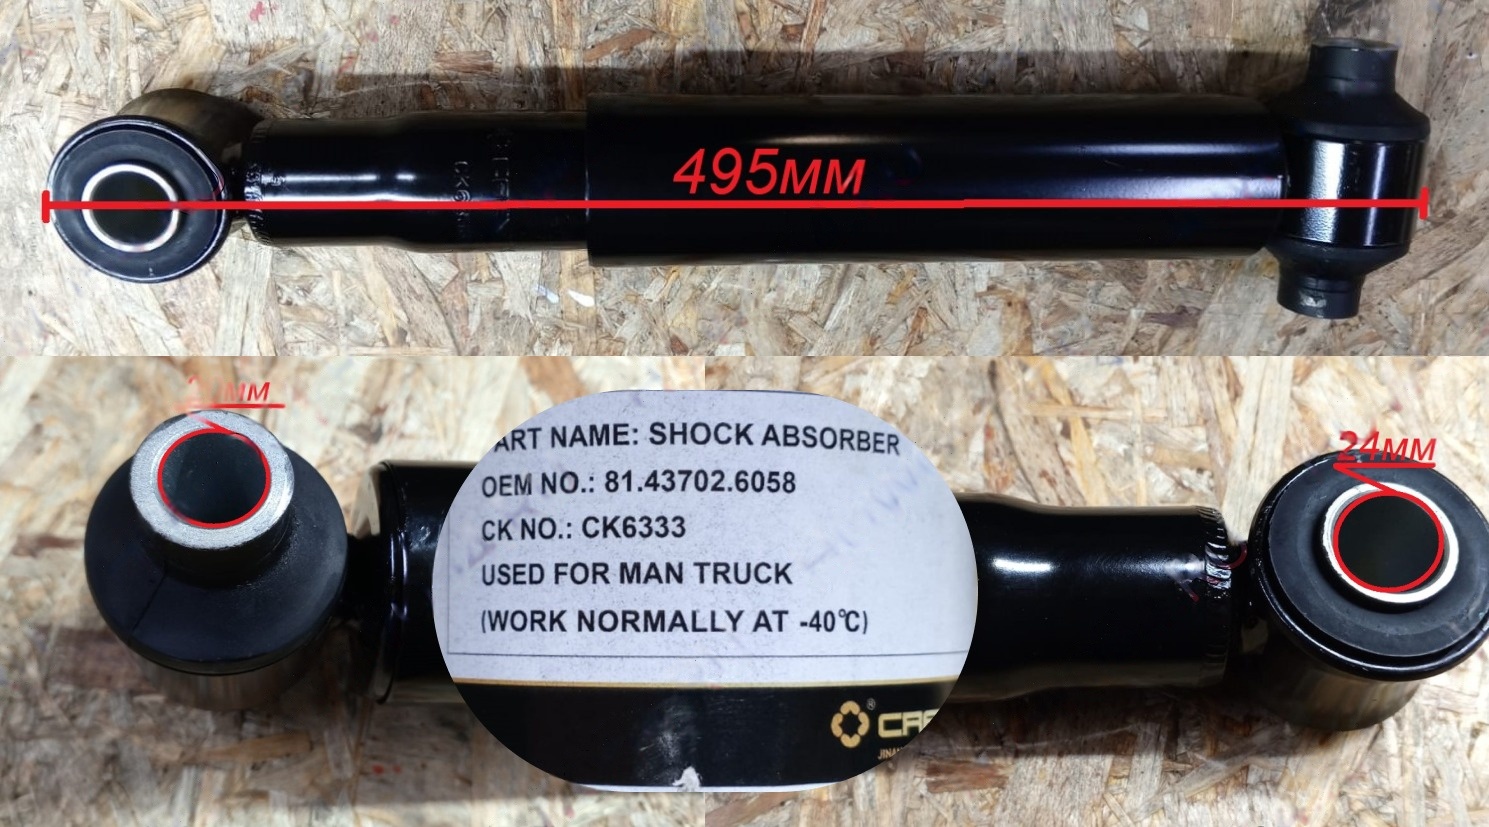 495мм
мм
24мм
ART NAME: SHOCK ABSORBER
OEM NO.: 81.43702.6058
CK NO.: CK6333
USED FOR MAN TRUCK
(WORK NORMALLY AT -40℃)